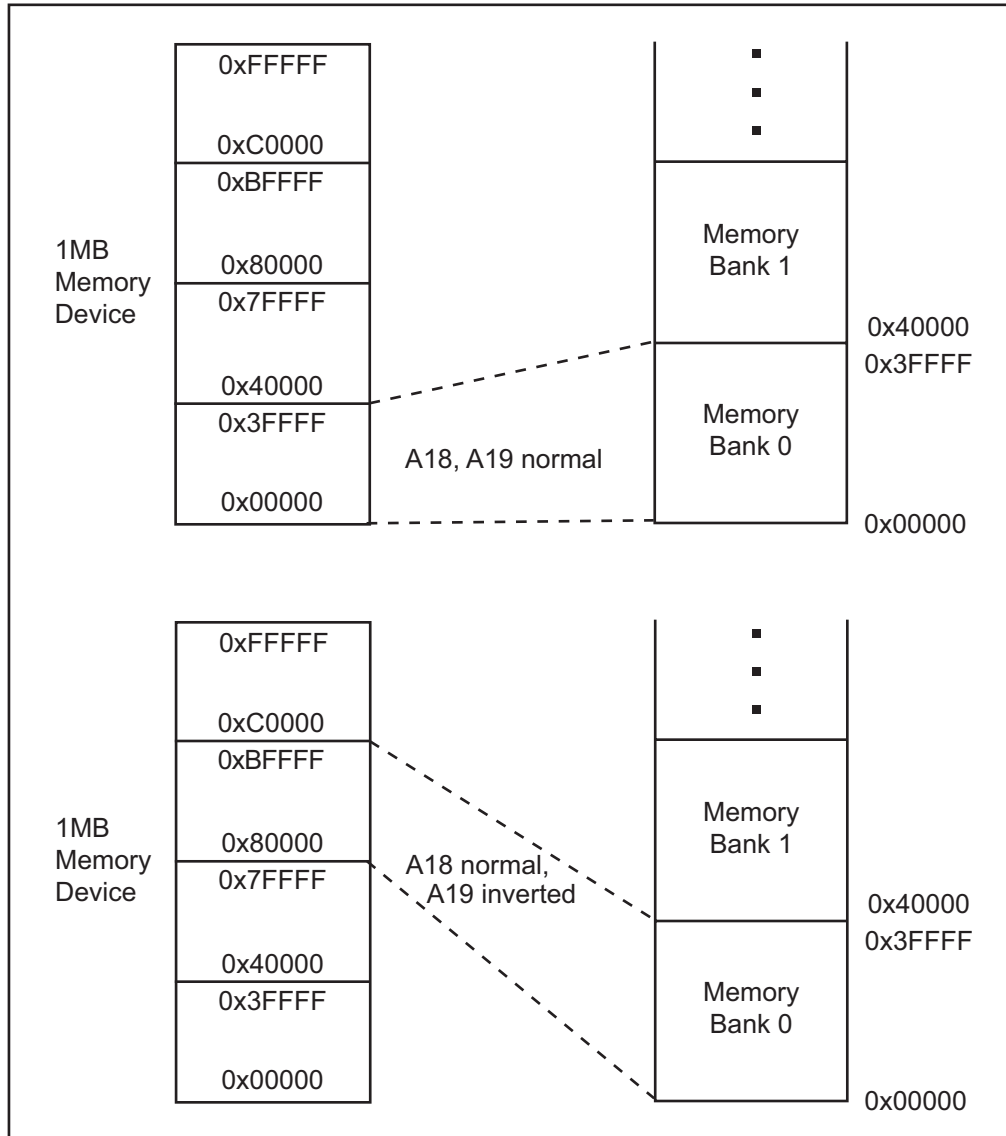 0xFFFFF
0xC0000
0xBFFFF
0x80000
0x7FFFF
0x40000
0x3FFFF
0x00000
1MB
Memory
Device
A18, A19 normal
Memory
Bank 1
Memory
Bank 0
0x40000
0x3FFFF
0x00000
0xFFFFF
0xC0000
0xBFFFF
0x80000
0x7FFFF
0x40000
0x3FFFF
0x00000
1MB
Memory
Device
A18 normal,
A19 inverted
Memory
Bank 1
Memory
Bank 0
0x40000
0x3FFFF
0x00000